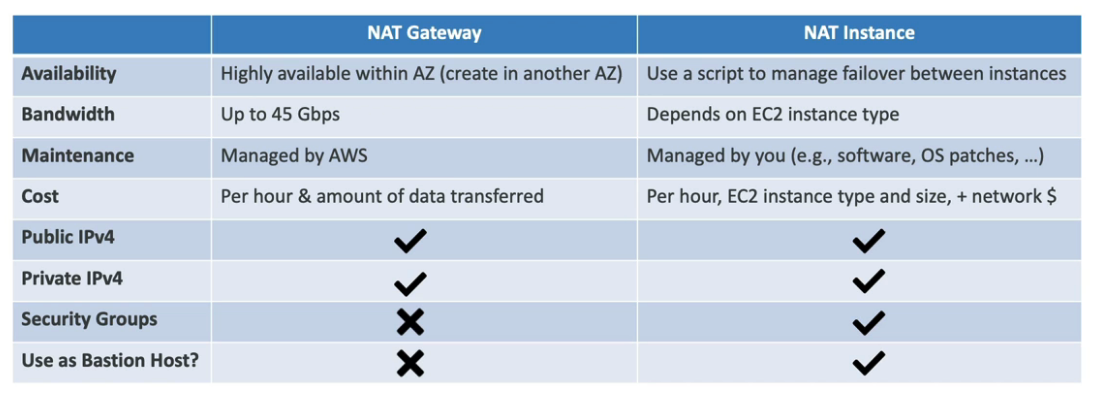 NAT Gateway NAT Instance
Availability Highly available within AZ (create in another AZ) Use a script to manage failover between instances
Bandwidth Up to 45 Gbps Depends on EC2 instance type
Maintenance Managed by AWS Managed by you (e.g., software, OS patches, …)
Cost Per hour & amount of data transferred Per hour, EC2 instance type and size, + network $
Public IPv4 ✔ ✔
Private IPv4 ✔ ✔
Security Groups ✖ ✔
Use as Bastion Host? ✖ ✔